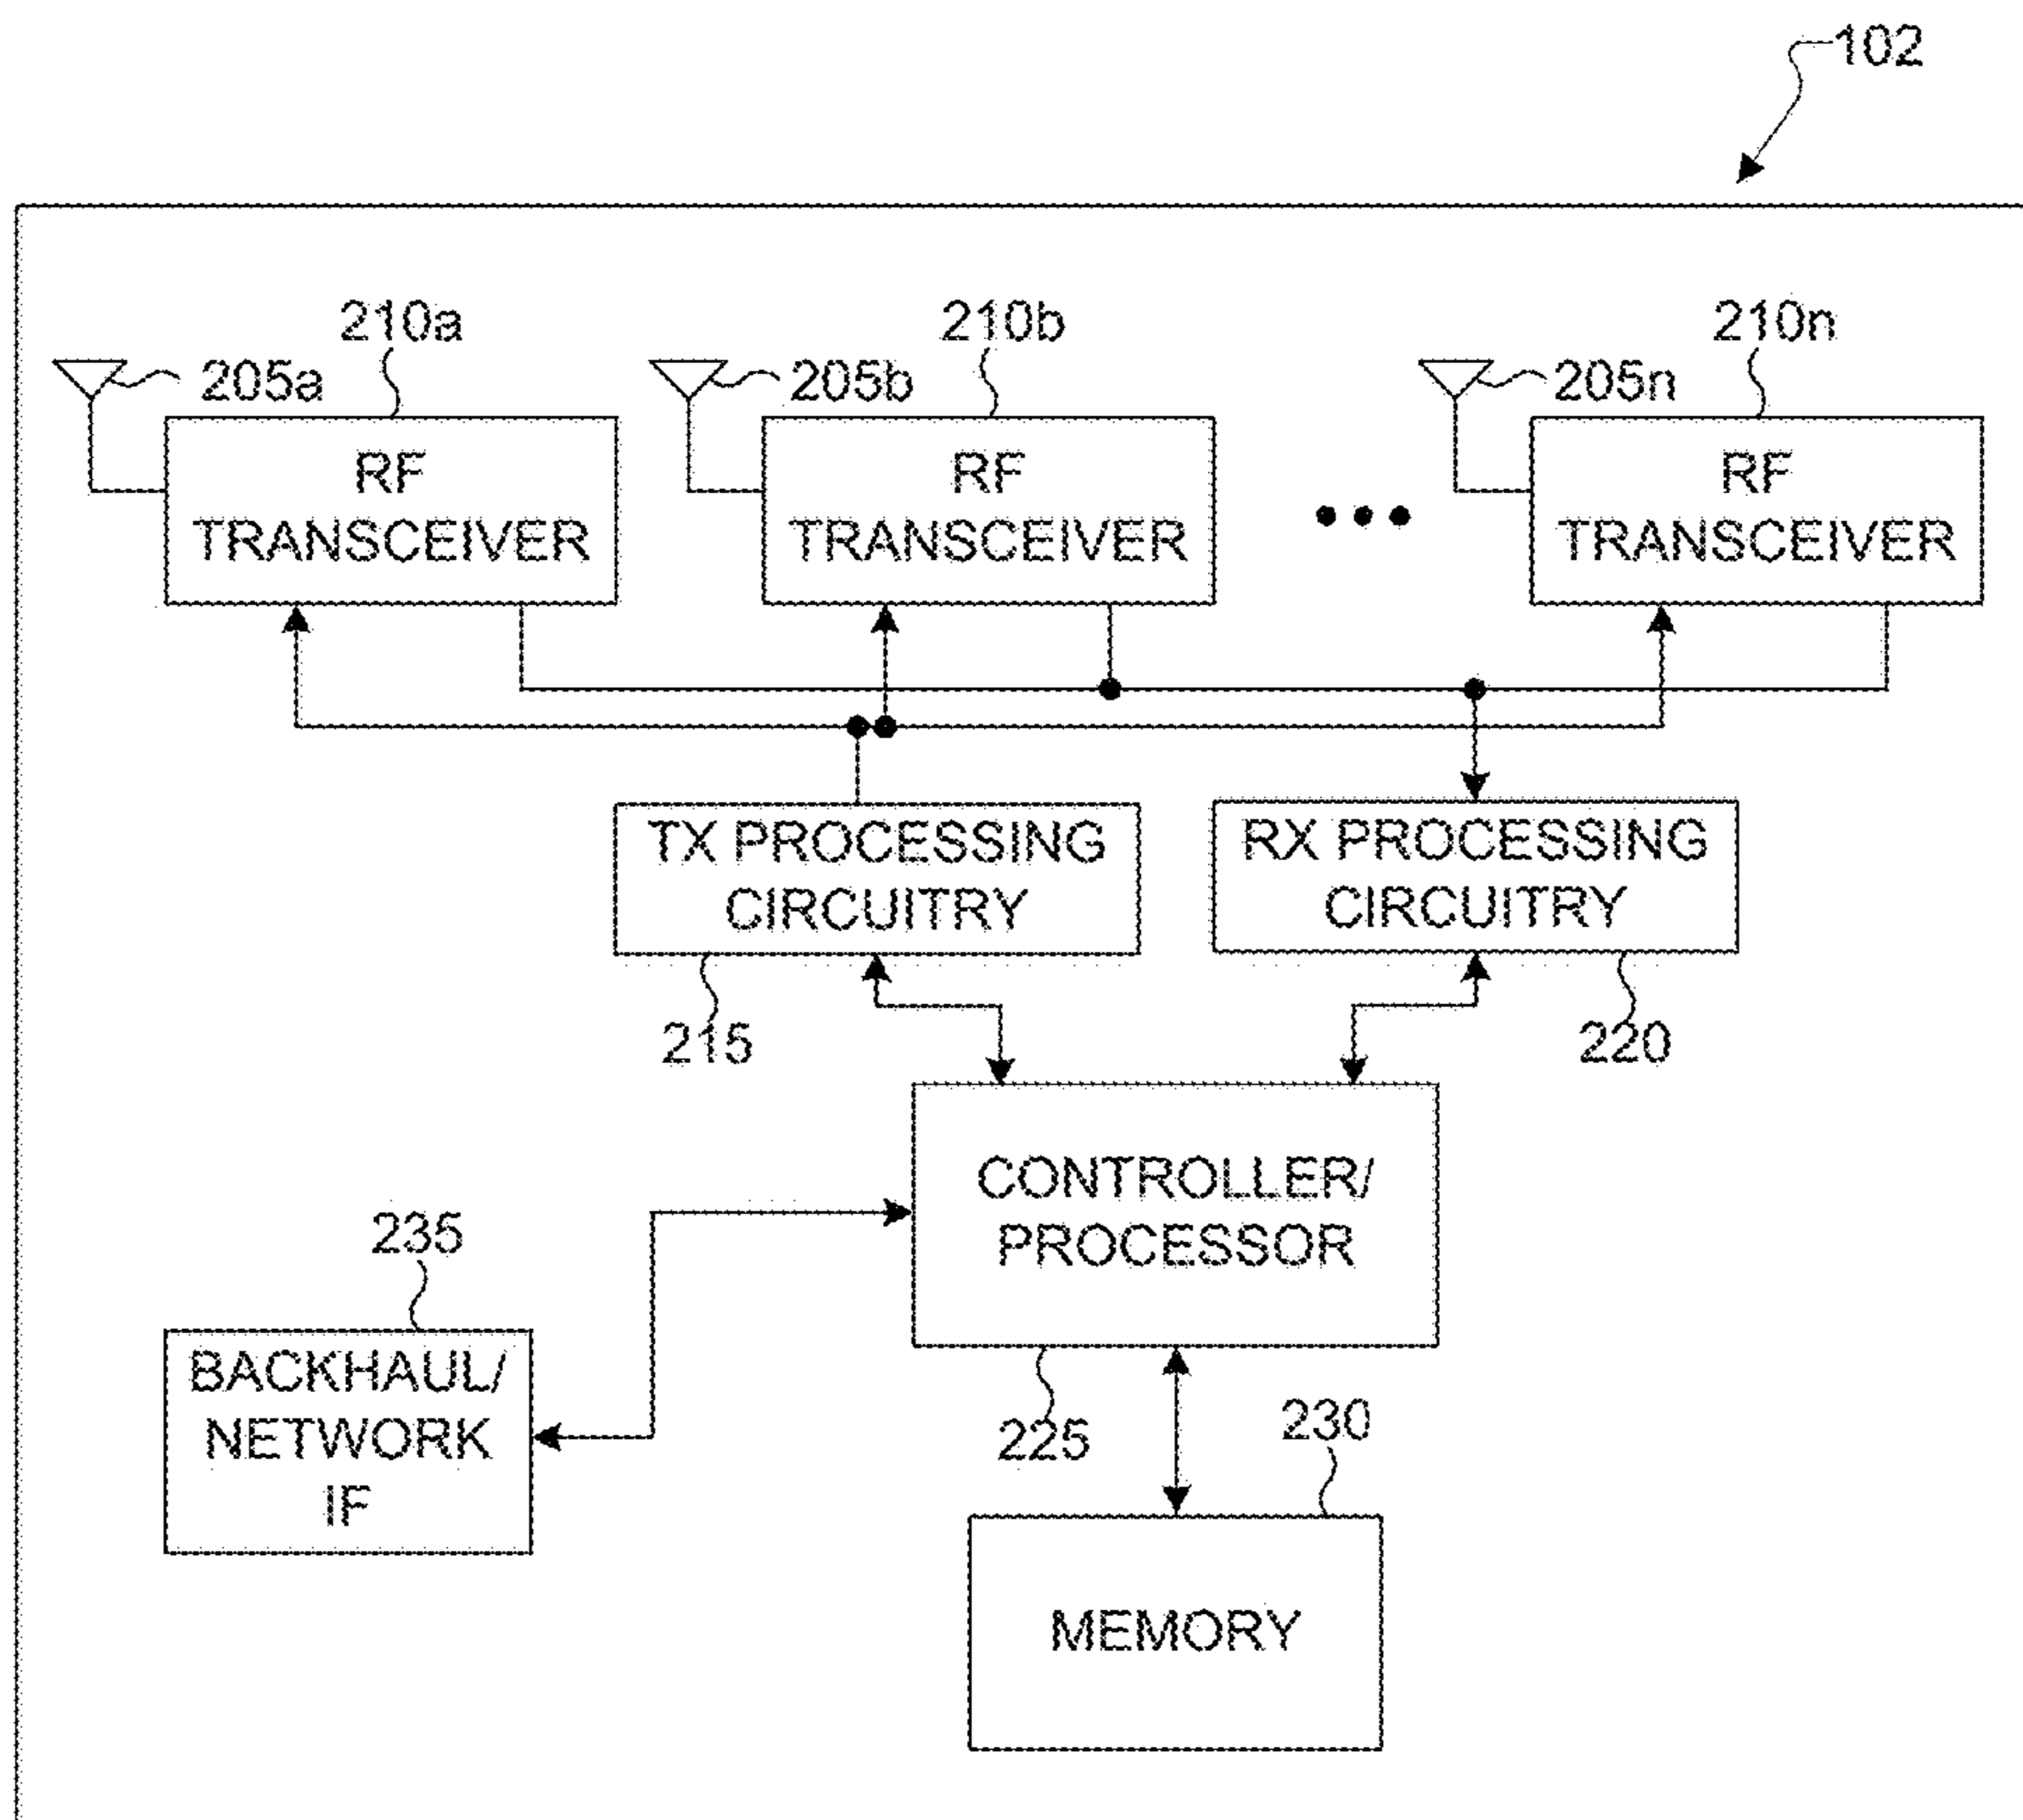 102
210a
210b
210n
205a
205b
205n
RF
TRANSCEIVER
RF
TRANSCEIVER
RF
TRANSCEIVER
TX PROCESSING
CIRCUITRY
RX PROCESSING
CIRCUITRY
215
220
CONTROLLER/
PROCESSOR
235
BACKHAUL/
NETWORK
IF
225
230
MEMORY